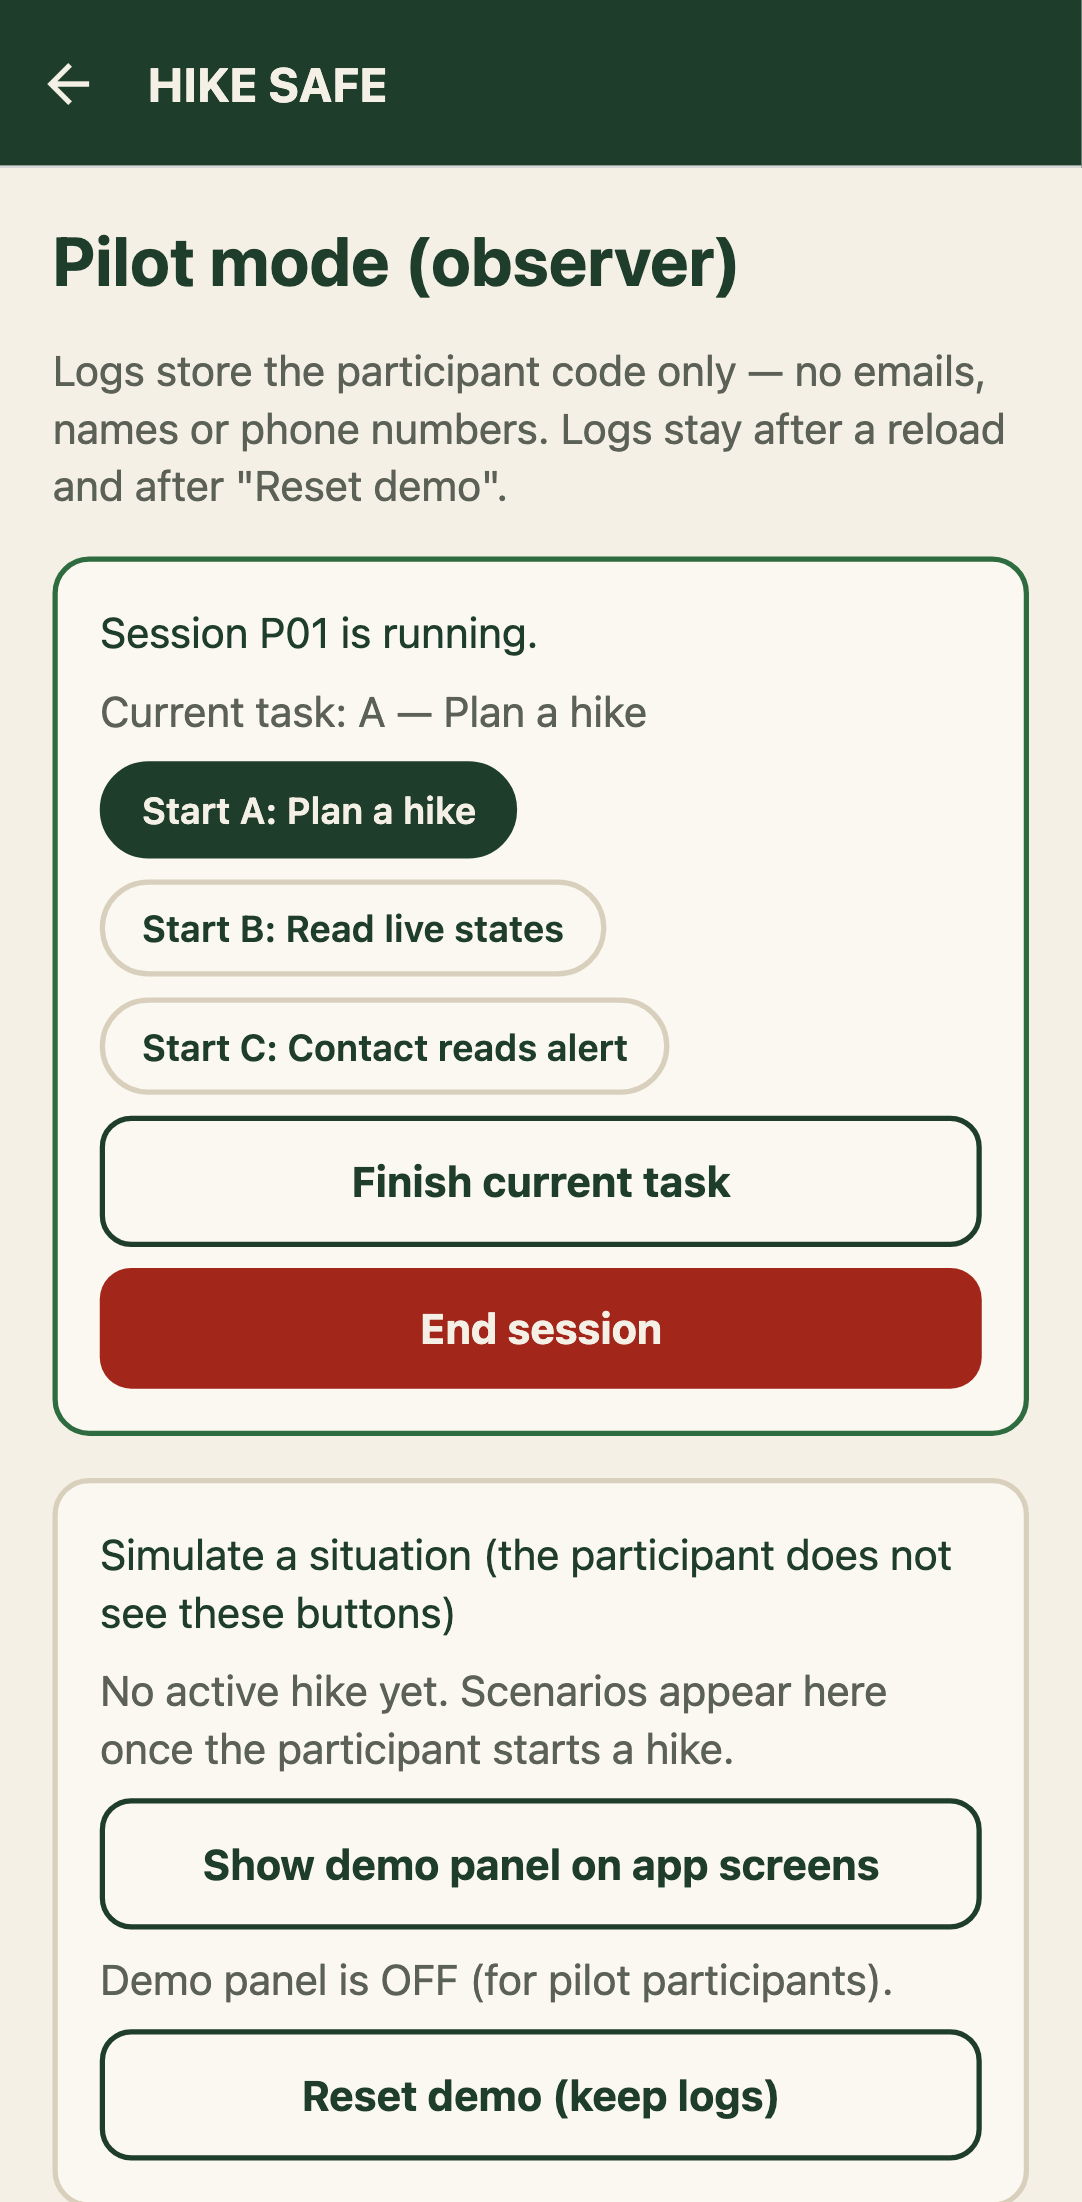 HIKE SAFE
Pilot mode (observer)
Logs store the participant code only — no emails,
names or phone numbers. Logs stay after a reload
and after "Reset demo".
Session P01 is running.
Current task: A — Plan a hike
Start A: Plan a hike
Start B: Read live states
Start C: Contact reads alert
Finish current task
End session
Simulate a situation (the participant does not
see these buttons)
No active hike yet. Scenarios appear here
once the participant starts a hike.
Show demo panel on app screens
Demo panel is OFF (for pilot participants).
Reset demo (keep logs)